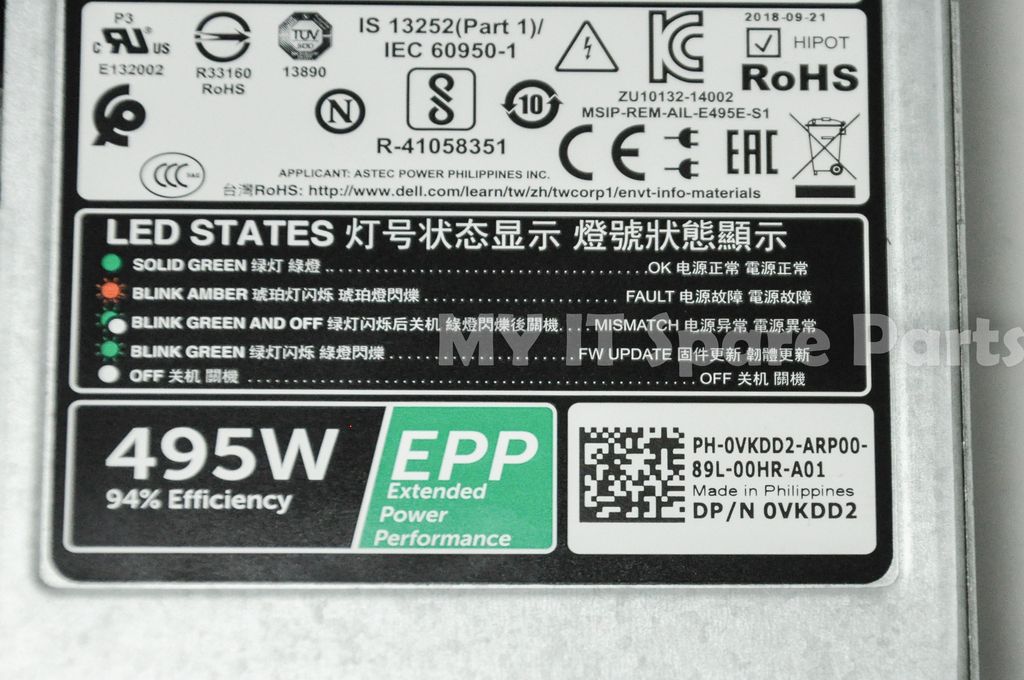 P3
c RU US
E132002
R33160
RoHS
TUV
SUD
13890
IS 13252(Part 1)/
IEC 60950-1
2018-09-21
HIPOT
RoHS
N
R-41058351
10
ZU10132-14002
MSIP-REM-AIL-E495E-S1
CE
EAC
CCC
APPLICANT: ASTEC POWER PHILIPPINES INC.
台灣RoHS: http://www.dell.com/learn/tw/zh/twcorp1/envt-info-materials
LED STATES 灯号状态显示 燈號狀態顯示
SOLID GREEN 绿灯 綠燈 OK 电源正常 電源正常
BLINK AMBER 琥珀灯闪烁 琥珀燈閃爍 FAULT 电源故障 電源故障
BLINK GREEN AND OFF 绿灯闪烁后关机 綠燈閃爍後關機 MISMATCH 电源异常 電源異常
BLINK GREEN 绿灯闪烁 綠燈閃爍 FW UPDATE 固件更新 韌體更新
OFF 关机 關機 OFF 关机 關機
MY IT Spare Parts
495W
94% Efficiency
EPP
Extended
Power
Performance
PH-0VKDD2-ARP00-
89L-00HR-A01
Made in Philippines
DP/N 0VKDD2